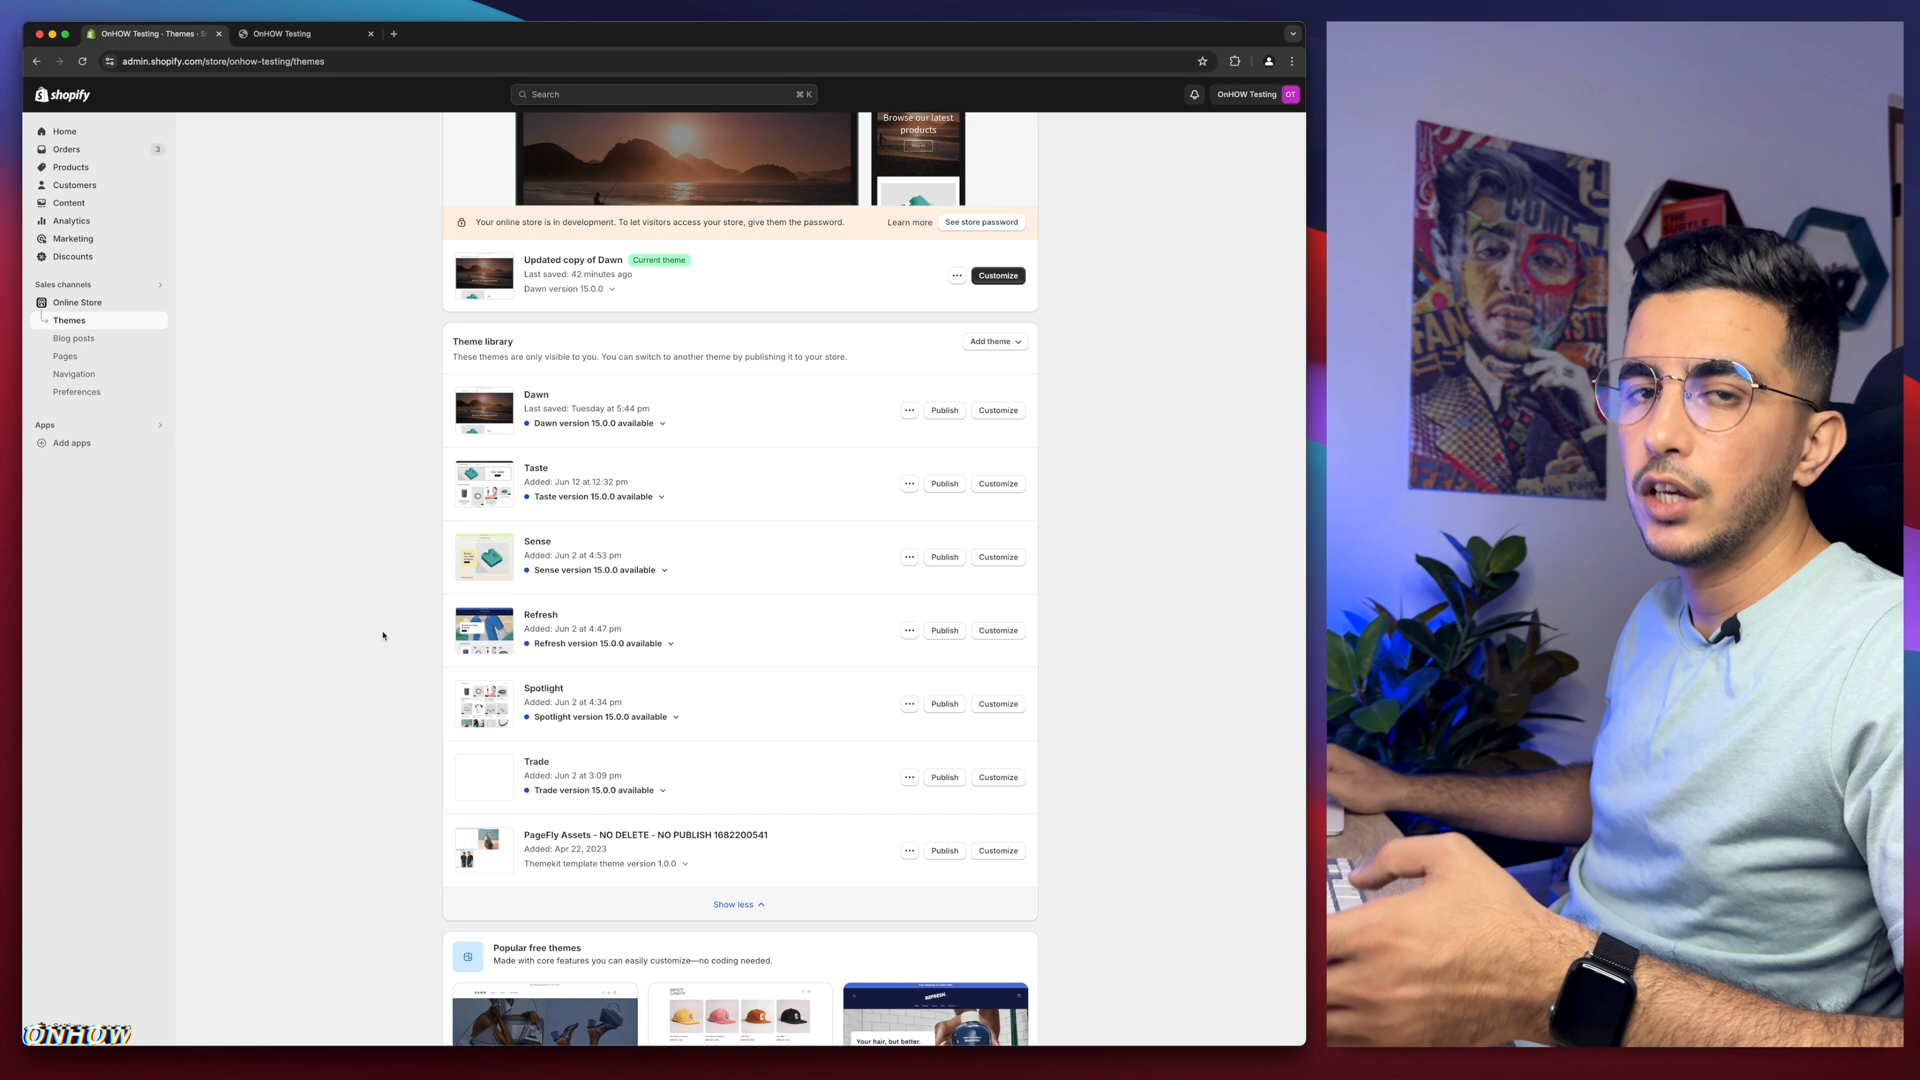 OnHOW Testing · Themes · S
OnHOW Testing
admin.shopify.com/store/onhow-testing/themes
shopify
Search
⌘ K
OnHOW Testing
OT
Home
Orders
3
Products
Customers
Content
Analytics
Marketing
Discounts
Sales channels
Online Store
Themes
Blog posts
Pages
Navigation
Preferences
Apps
Add apps
Browse our latest
products
Your online store is in development. To let visitors access your store, give them the password.
Learn more
See store password
Updated copy of Dawn
Current theme
Last saved: 42 minutes ago
Dawn version 15.0.0
Customize
Theme library
Add theme
These themes are only visible to you. You can switch to another theme by publishing it to your store.
Dawn
Last saved: Tuesday at 5:44 pm
Dawn version 15.0.0 available
Publish
Customize
Taste
Added: Jun 12 at 12:32 pm
Taste version 15.0.0 available
Publish
Customize
Sense
Added: Jun 2 at 4:53 pm
Sense version 15.0.0 available
Publish
Customize
Refresh
Added: Jun 2 at 4:47 pm
Refresh version 15.0.0 available
Publish
Customize
Spotlight
Added: Jun 2 at 4:34 pm
Spotlight version 15.0.0 available
Publish
Customize
Trade
Added: Jun 2 at 3:09 pm
Trade version 15.0.0 available
Publish
Customize
PageFly Assets - NO DELETE - NO PUBLISH 1682200541
Added: Apr 22, 2023
Themekit template theme version 1.0.0
Publish
Customize
Show less
Popular free themes
Made with core features you can easily customize—no coding needed.
DAWN
SPOT
LIGHT
REFRESH.
Your hair, but better.
ONHOW
THE
SUBTLE
FAN